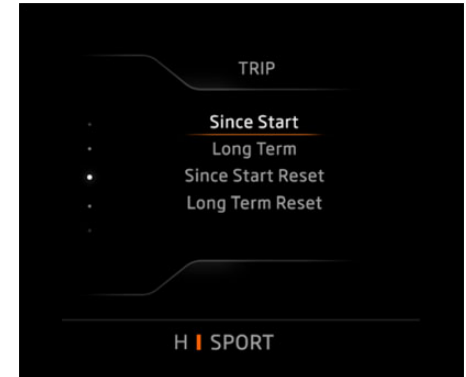 TRIP
Since Start
Long Term
Since Start Reset
Long Term Reset
H SPORT